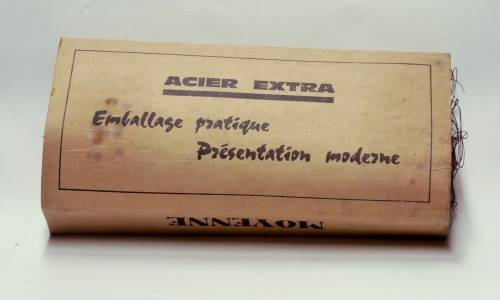 ACIER EXTRA
Emballage pratique
Présentation moderne
MOYENNE